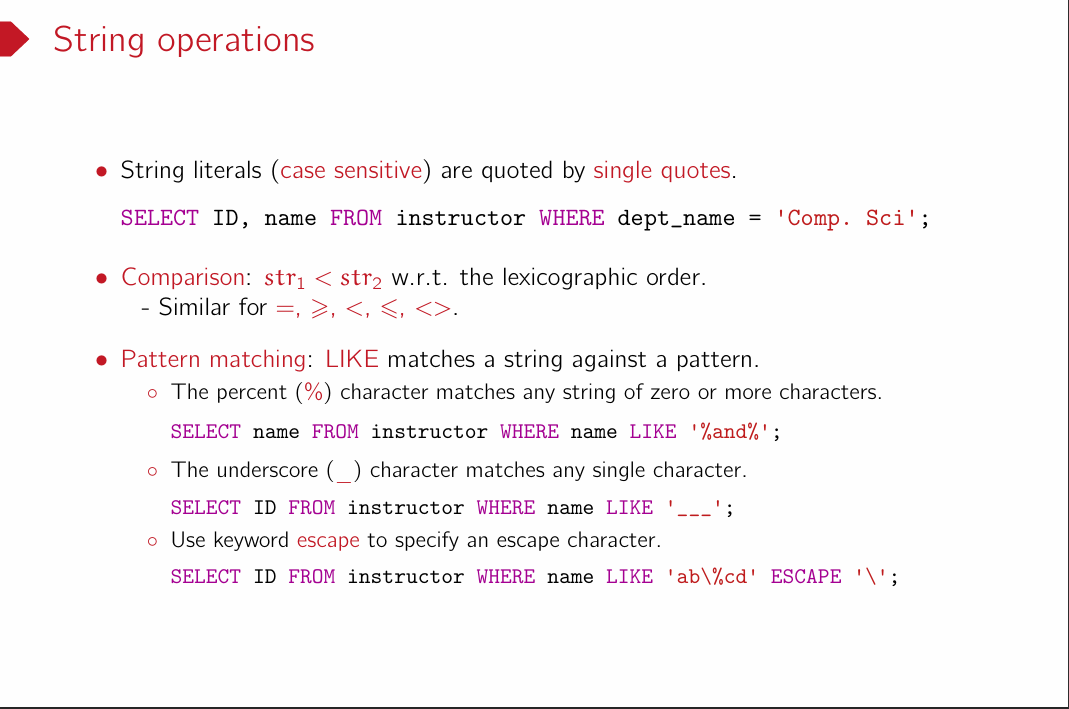 String operations
• String literals (case sensitive) are quoted by single quotes.
SELECT ID, name FROM instructor WHERE dept_name = 'Comp. Sci';
• Comparison: str₁ < str₂ w.r.t. the lexicographic order.
- Similar for =, ⩾, <, ⩽, <>.
• Pattern matching: LIKE matches a string against a pattern.
◦ The percent (%) character matches any string of zero or more characters.
SELECT name FROM instructor WHERE name LIKE '%and%';
◦ The underscore (_) character matches any single character.
SELECT ID FROM instructor WHERE name LIKE '___';
◦ Use keyword escape to specify an escape character.
SELECT ID FROM instructor WHERE name LIKE 'ab\%cd' ESCAPE '\';